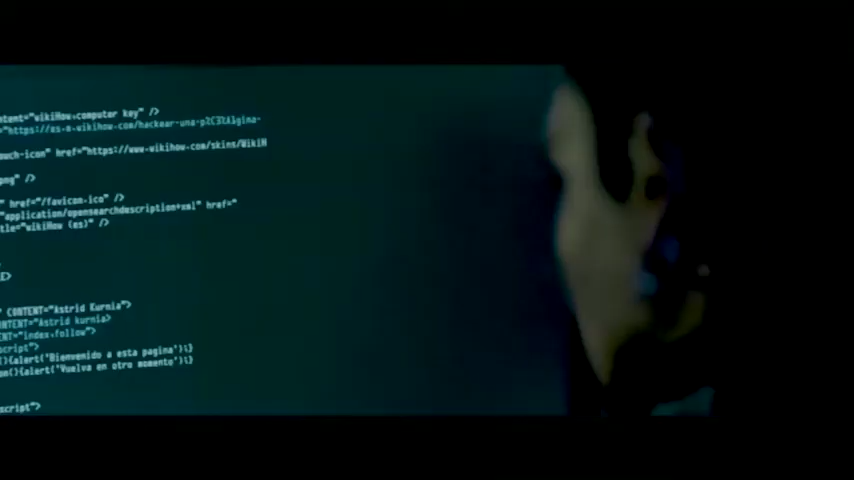 ntent="wikiHow,computer key" />
="https://es-m-wikihow-com/hackear-una-p%C3%A1gina-
ouch-icon" href="https://www-wikihow-com/skins/WikiH
png" />
" href="/favicon-ico" />
"application/opensearchdescription+xml" href="
tle="wikiHow (es)" />
D>
" CONTENT="Astrid Kurnia">
ONTENT="Astrid kurnia>
ENT="index,follow">
script">
(){alert('Bienvenido a esta pagina')}
on(){alert('Vuelva en otro momento')}
script">